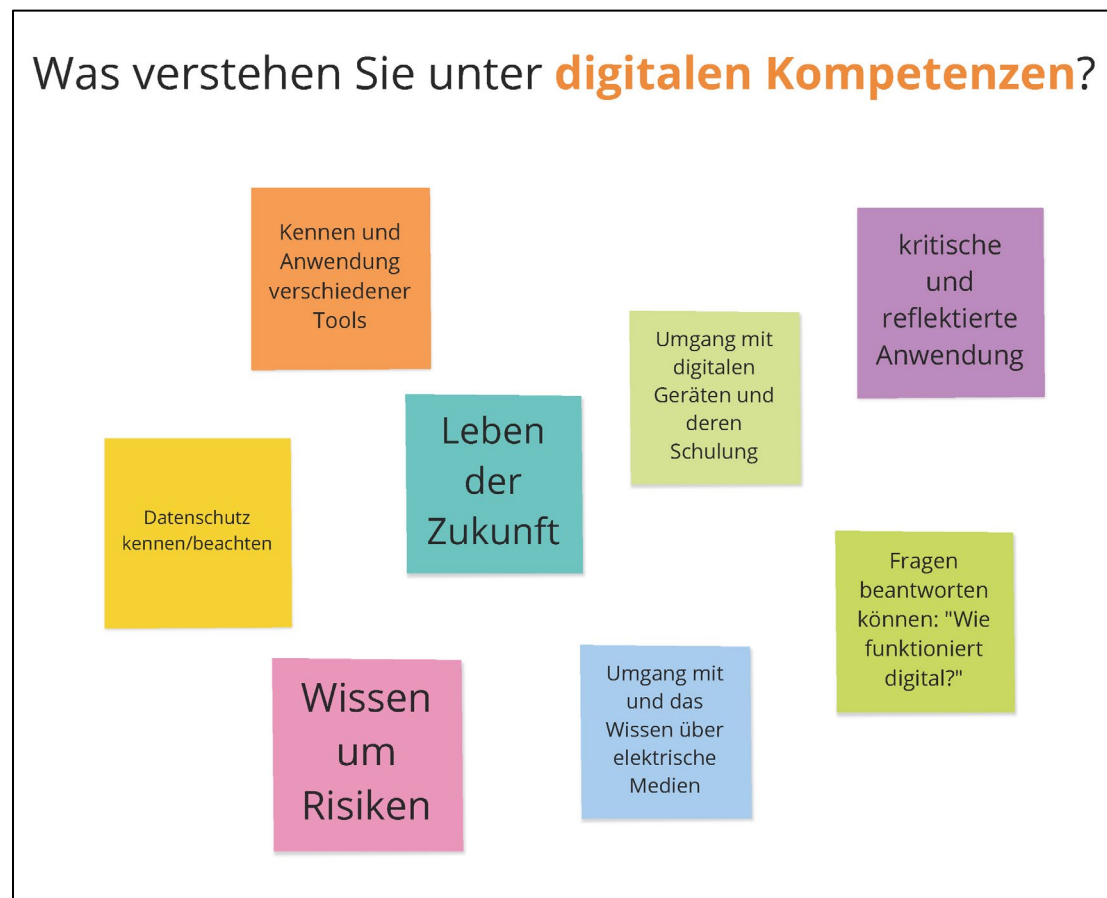 Was verstehen Sie unter digitalen Kompetenzen?
Kennen und
Anwendung
verschiedener
Tools
kritische
und
reflektierte
Anwendung
Umgang mit
digitalen
Geräten und
deren
Schulung
Leben
der
Zukunft
Datenschutz
kennen/beachten
Fragen
beantworten
können: "Wie
funktioniert
digital?"
Wissen
um
Risiken
Umgang mit
und das
Wissen über
elektrische
Medien